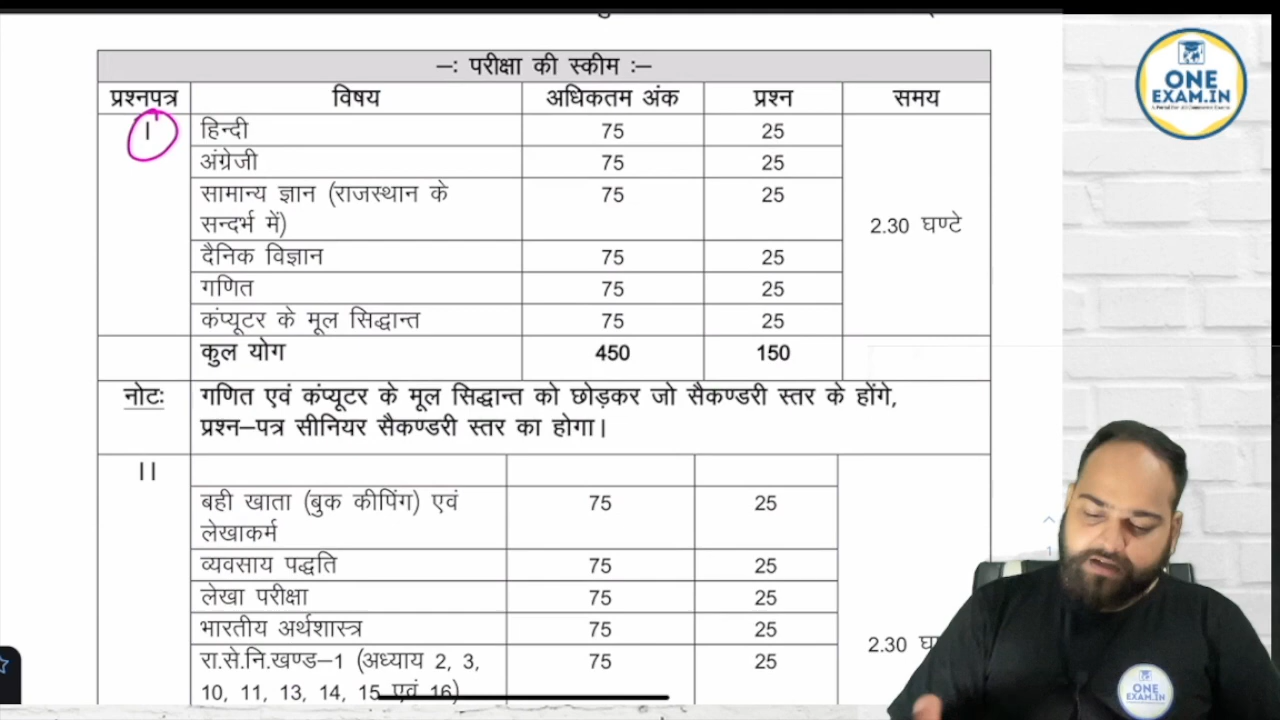 –: परीक्षा की स्कीम :–
प्रश्नपत्र विषय अधिकतम अंक प्रश्न समय
I हिन्दी 75 25
अंग्रेजी 75 25
सामान्य ज्ञान (राजस्थान के 75 25
सन्दर्भ में)
2.30 घण्टे
दैनिक विज्ञान 75 25
गणित 75 25
कंप्यूटर के मूल सिद्धान्त 75 25
कुल योग 450 150
नोटः गणित एवं कंप्यूटर के मूल सिद्धान्त को छोड़कर जो सैकण्डरी स्तर के होंगे,
प्रश्न–पत्र सीनियर सैकण्डरी स्तर का होगा।
II
बही खाता (बुक कीपिंग) एवं 75 25
लेखाकर्म
व्यवसाय पद्धति 75 25
लेखा परीक्षा 75 25
भारतीय अर्थशास्त्र 75 25
2.30
रा.से.नि.खण्ड–1 (अध्याय 2, 3, 75 25
10, 11, 13, 14, 15 एवं 16)
ONE
EXAM.IN
ONE
EXAM.IN